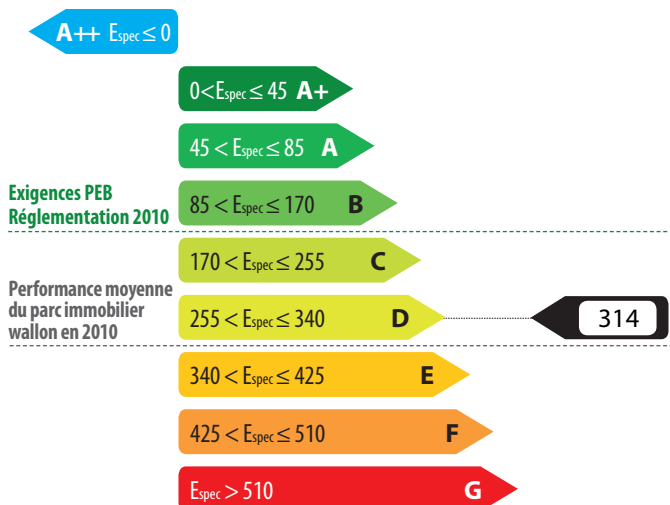 A++ Espec ≤ 0
0<Espec ≤ 45 A+
45 < Espec ≤ 85 A
Exigences PEB
Réglementation 2010
85 < Espec ≤ 170 B
170 < Espec ≤ 255 C
Performance moyenne
du parc immobilier
wallon en 2010
255 < Espec ≤ 340 D
314
340 < Espec ≤ 425 E
425 < Espec ≤ 510 F
Espec > 510 G